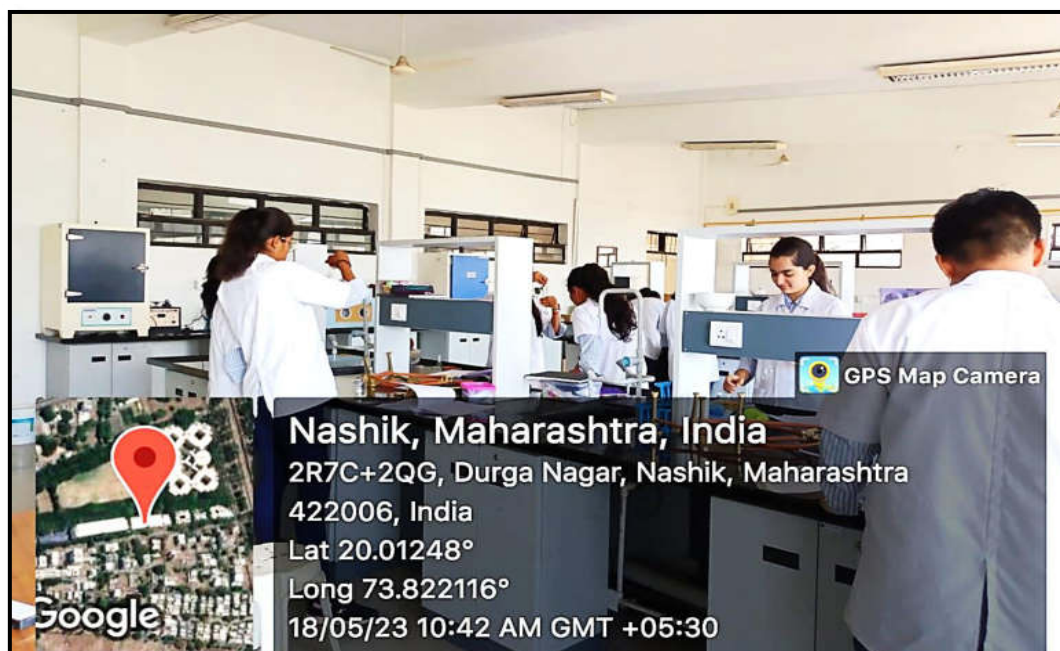 GPS Map Camera
Nashik, Maharashtra, India
2R7C+2QG, Durga Nagar, Nashik, Maharashtra
422006, India
Lat 20.01248°
Long 73.822116°
18/05/23 10:42 AM GMT +05:30
Google